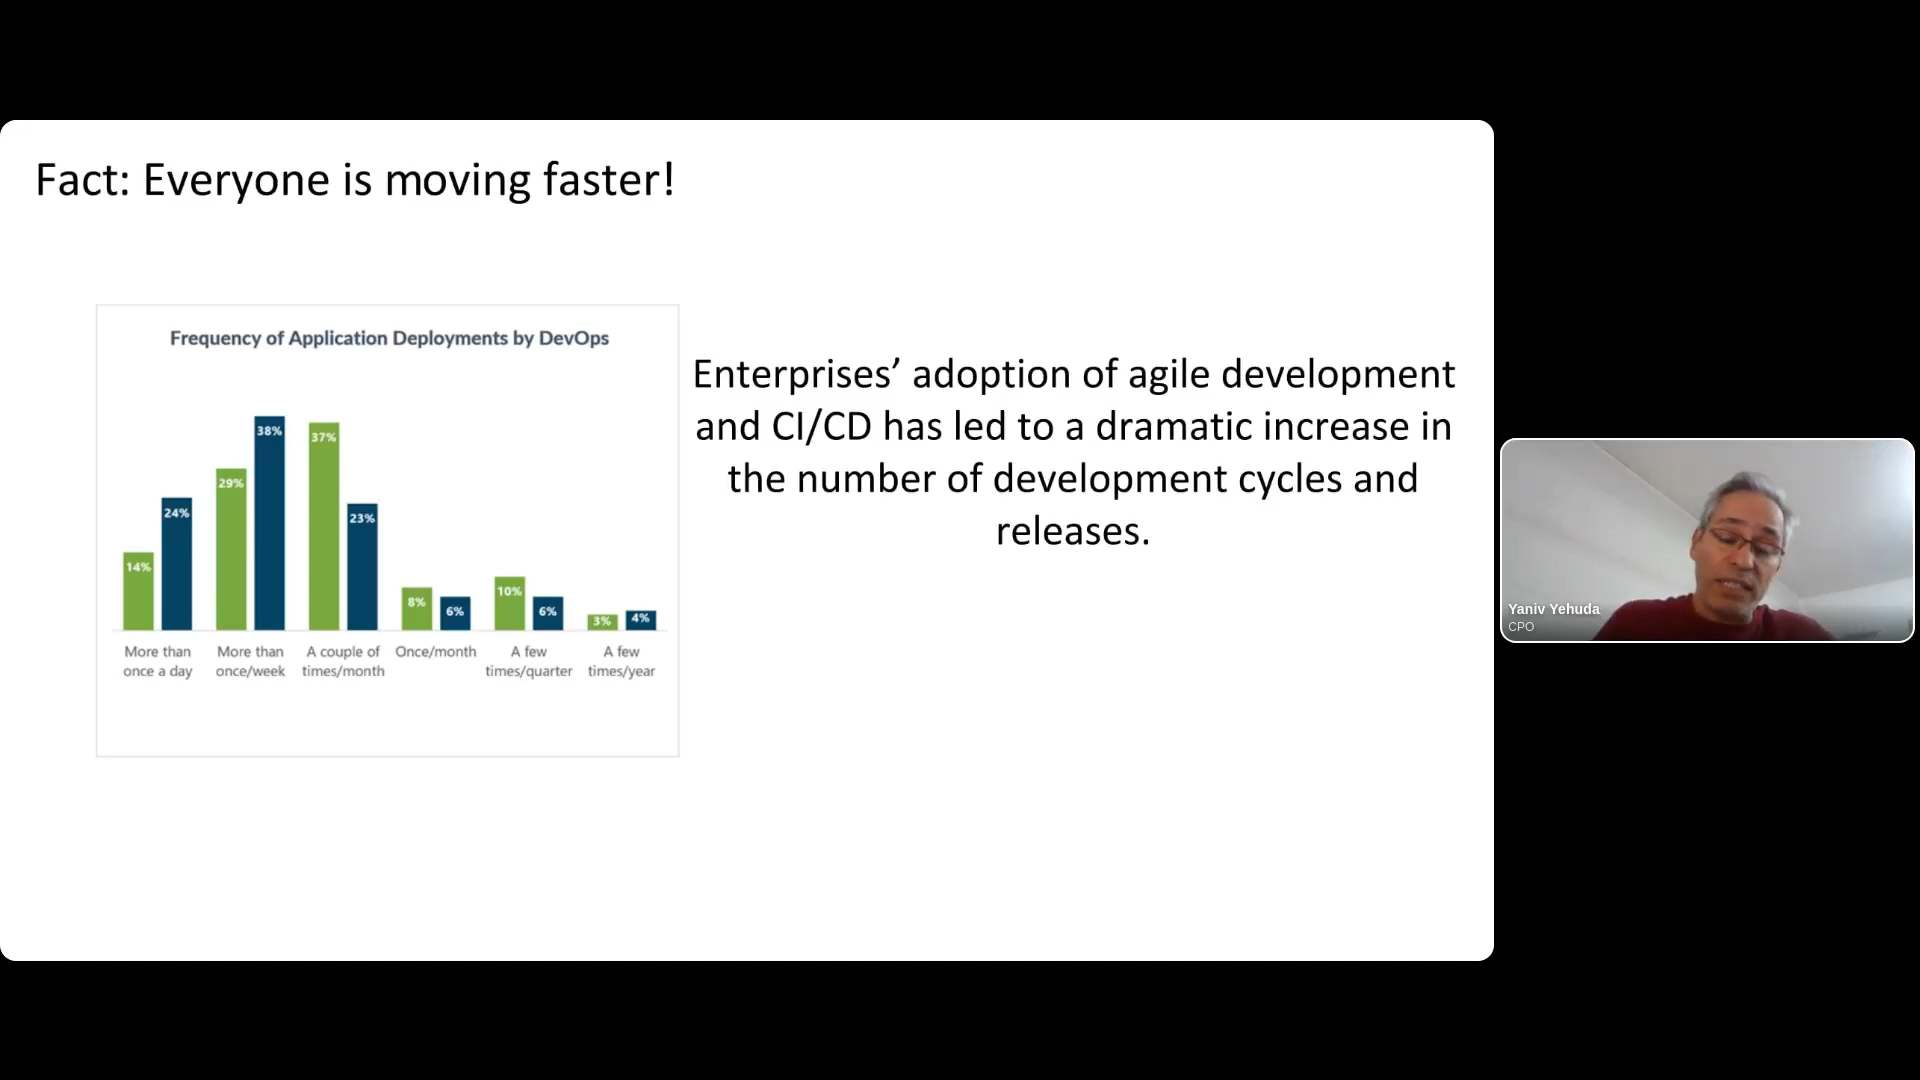 Fact: Everyone is moving faster!
Frequency of Application Deployments by DevOps
14%
24%
29%
38%
37%
23%
8%
6%
10%
6%
3%
4%
More than
once a day
More than
once/week
A couple of
times/month
Once/month
A few
times/quarter
A few
times/year
Enterprises’ adoption of agile development
and CI/CD has led to a dramatic increase in
the number of development cycles and
releases.
Yaniv Yehuda
CPO